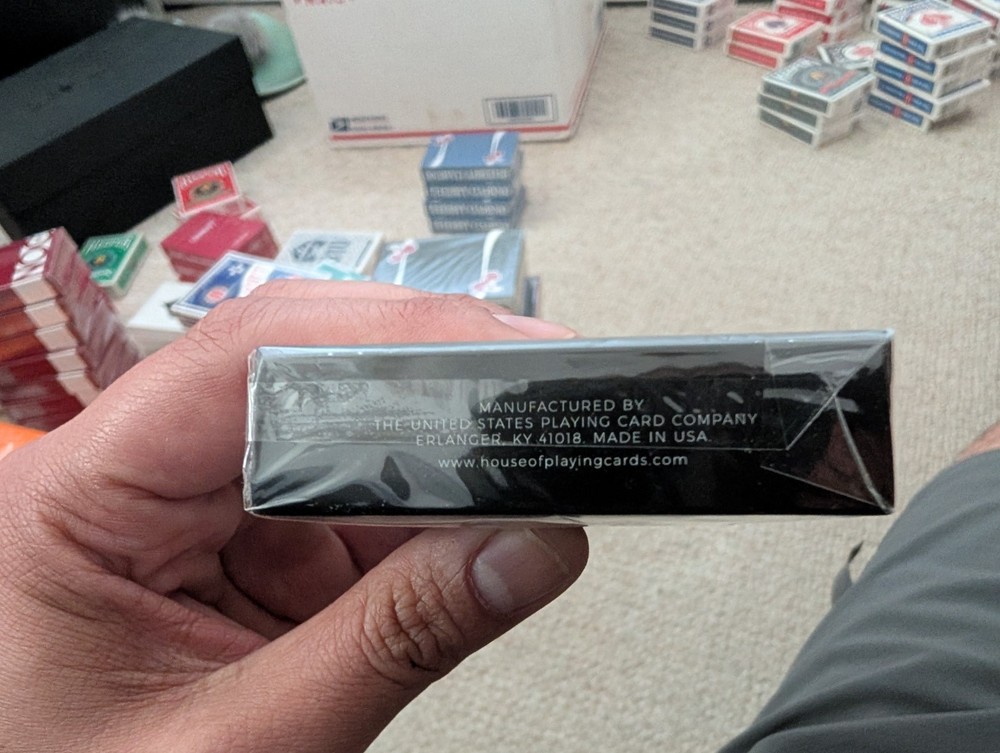 MANUFACTURED BY
THE UNITED STATES PLAYING CARD COMPANY
ERLANGER, KY 41018. MADE IN USA.
www.houseofplayingcards.com